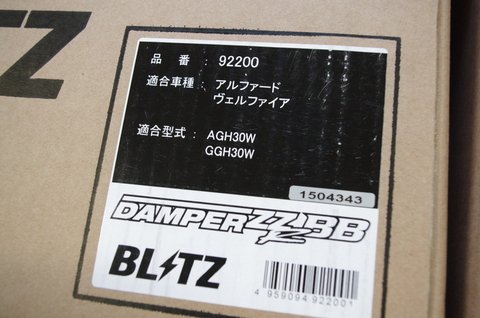 TZ
品　番 : 92200
適合車種 : アルファード
ヴェルファイア
適合型式 : AGH30W
GGH30W
1504343
DAMPER ZZ-R BB
BLITZ
4 959094 922001